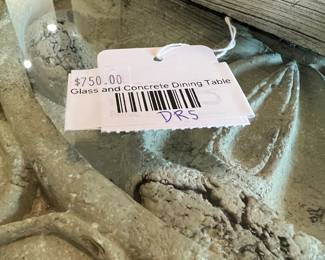 $750.00
Glass and Concrete Dining Table
DRS